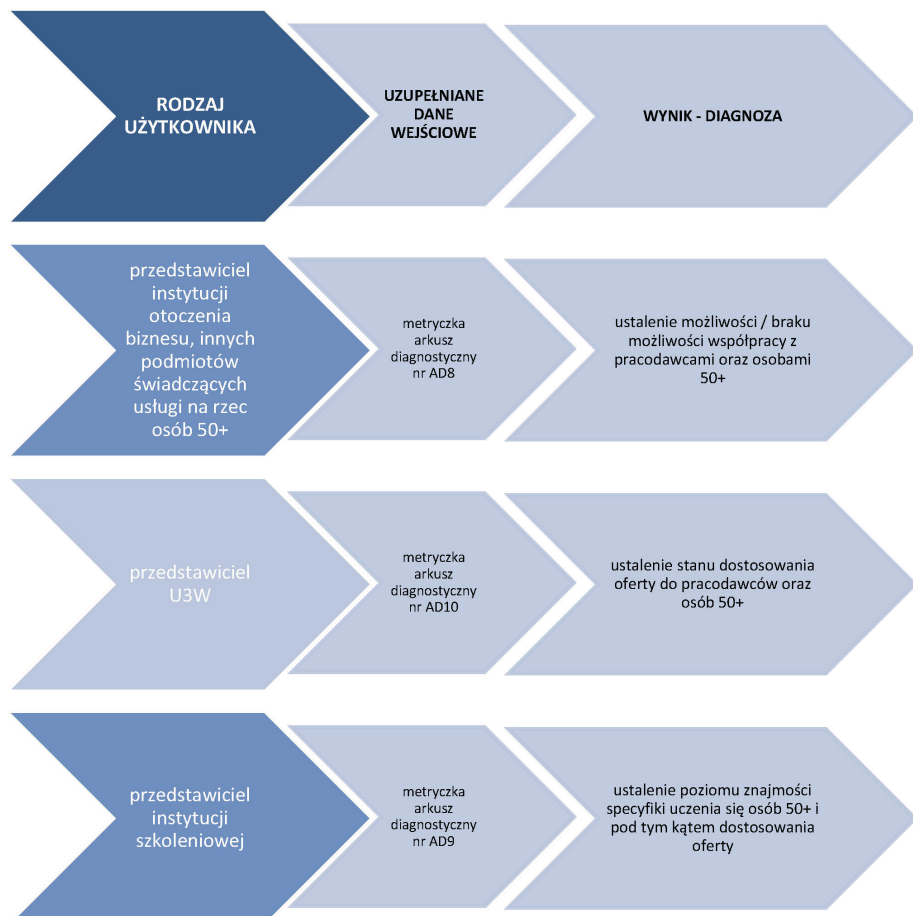 RODZAJ
UŻYTKOWNIKA
UZUPEŁNIANE
DANE
WEJŚCIOWE
WYNIK - DIAGNOZA
przedstawiciel
instytucji
otoczenia
biznesu, innych
podmiotów
świadczących
usługi na rzec
osób 50+
metryczka
arkusz
diagnostyczny
nr AD8
ustalenie możliwości / braku
możliwości współpracy z
pracodawcami oraz osobami
50+
przedstawiciel
U3W
metryczka
arkusz
diagnostyczny
nr AD10
ustalenie stanu dostosowania
oferty do pracodawców oraz
osób 50+
przedstawiciel
instytucji
szkoleniowej
metryczka
arkusz
diagnostyczny
nr AD9
ustalenie poziomu znajmości
specyfiki uczenia się osób 50+ i
pod tym kątem dostosowania
oferty